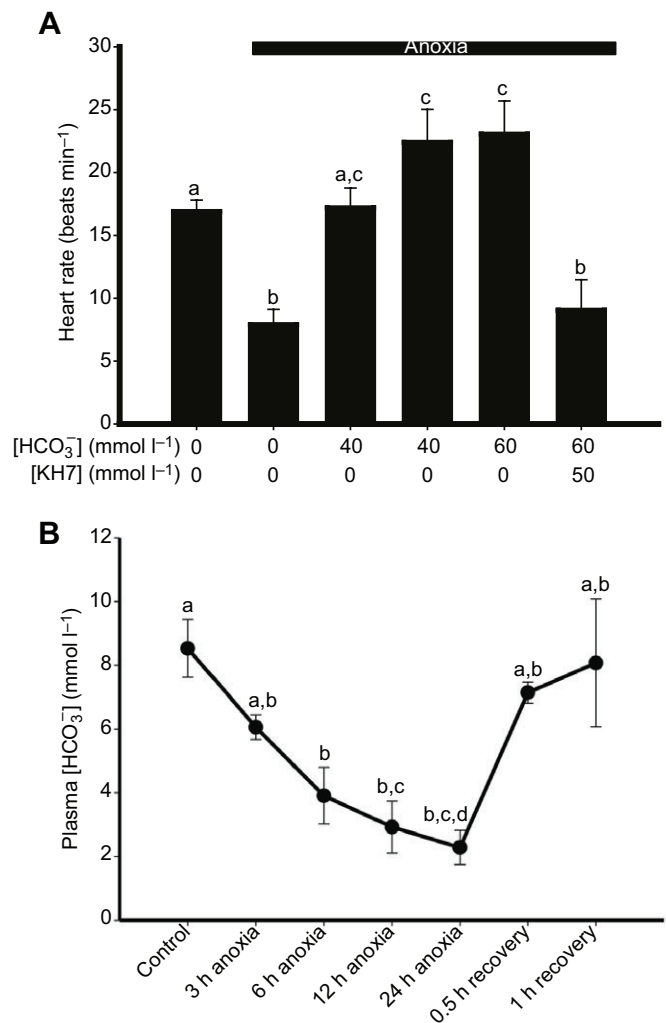 A
Anoxia
30
25
20
15
10
5
0
Heart rate (beats min⁻¹)
a
b
a,c
c
c
b
[HCO₃⁻] (mmol l⁻¹) 0 0 40 40 60 60
[KH7] (mmol l⁻¹) 0 0 0 0 0 50
B
12
10
8
6
4
2
0
Plasma [HCO₃⁻] (mmol l⁻¹)
a
a,b
b
b,c
b,c,d
a,b
a,b
Control
3 h anoxia
6 h anoxia
12 h anoxia
24 h anoxia
0.5 h recovery
1 h recovery